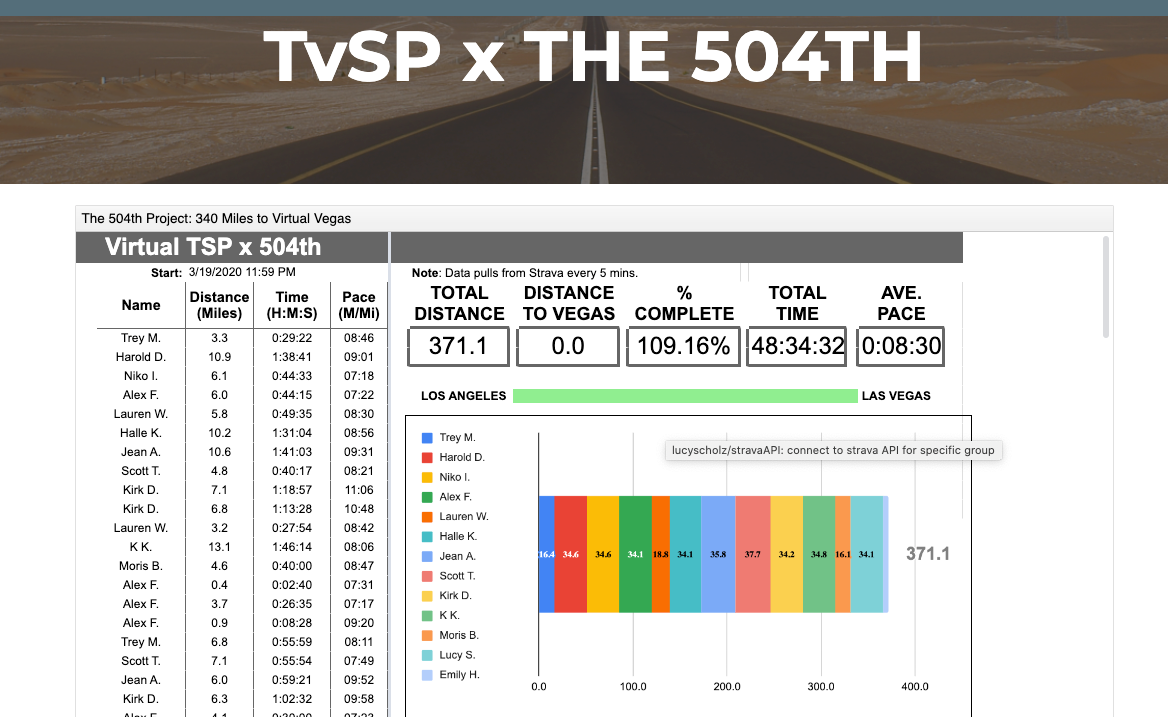 TvSP x THE 504TH
The 504th Project: 340 Miles to Virtual Vegas
Virtual TSP x 504th
Start: 3/19/2020 11:59 PM
Name Distance (Miles) Time (H:M:S) Pace (M/Mi)
Trey M. 3.3 0:29:22 08:46
Harold D. 10.9 1:38:41 09:01
Niko I. 6.1 0:44:33 07:18
Alex F. 6.0 0:44:15 07:22
Lauren W. 5.8 0:49:35 08:30
Halle K. 10.2 1:31:04 08:56
Jean A. 10.6 1:41:03 09:31
Scott T. 4.8 0:40:17 08:21
Kirk D. 7.1 1:18:57 11:06
Kirk D. 6.8 1:13:28 10:48
Lauren W. 3.2 0:27:54 08:42
K K. 13.1 1:46:14 08:06
Moris B. 4.6 0:40:00 08:47
Alex F. 0.4 0:02:40 07:31
Alex F. 3.7 0:26:35 07:17
Alex F. 0.9 0:08:28 09:20
Trey M. 6.8 0:55:59 08:11
Scott T. 7.1 0:55:54 07:49
Jean A. 6.0 0:59:21 09:52
Kirk D. 6.3 1:02:32 09:58
Note: Data pulls from Strava every 5 mins.
TOTAL DISTANCE
371.1
DISTANCE TO VEGAS
0.0
% COMPLETE
109.16%
TOTAL TIME
48:34:32
AVE. PACE
0:08:30
LOS ANGELES LAS VEGAS
lucyscholz/stravaAPI: connect to strava API for specific group
Trey M.
Harold D.
Niko I.
Alex F.
Lauren W.
Halle K.
Jean A.
Scott T.
Kirk D.
K K.
Moris B.
Lucy S.
Emily H.
16.4 34.6 34.6 34.1 18.8 34.1 35.8 37.7 34.2 34.8 16.1 34.1 371.1
0.0 100.0 200.0 300.0 400.0